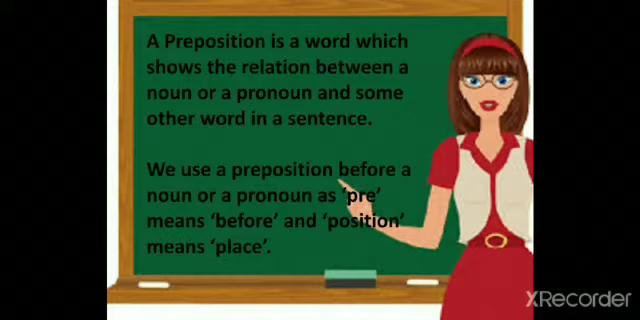 A Preposition is a word which
shows the relation between a
noun or a pronoun and some
other word in a sentence.
We use a preposition before a
noun or a pronoun as ‘pre’
means ‘before’ and ‘position’
means ‘place’.
XRecorder